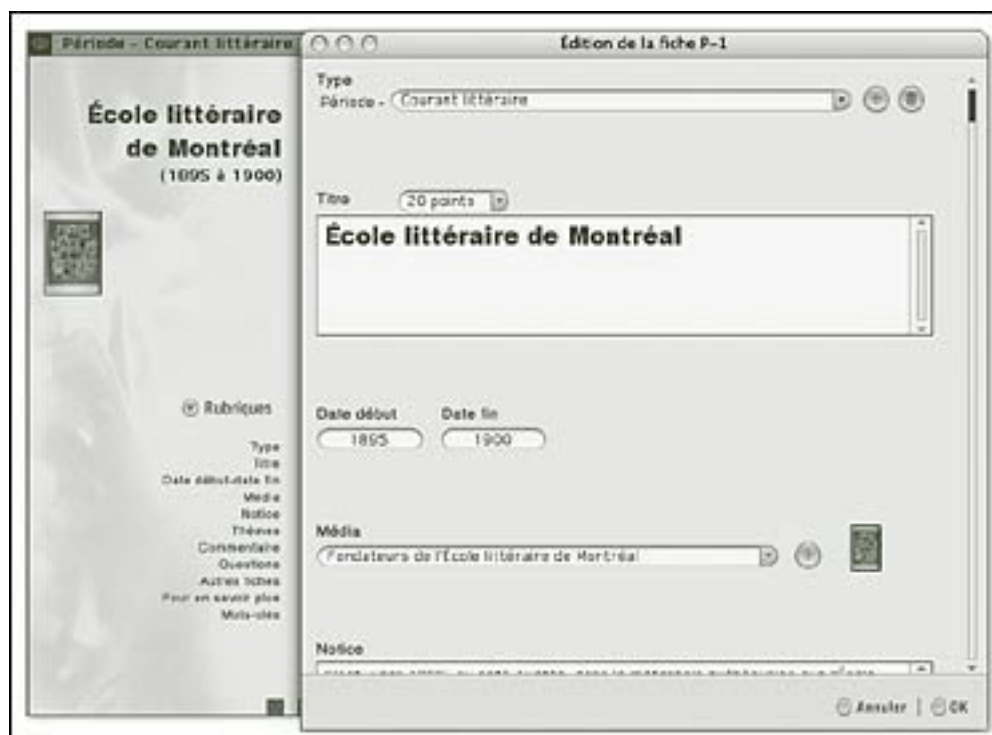 Période - Courant littéraire
École littéraire
de Montréal
(1895 à 1900)
Rubriques
Type
Titre
Date début-date fin
Média
Notice
Thèmes
Commentaire
Questions
Autres fiches
Pour en savoir plus
Mots-clés
Édition de la fiche P-1
Type
Période - Courant littéraire
Titre 20 points
École littéraire de Montréal
Date début Date fin
1895 1900
Média
Fondateurs de l'École littéraire de Montréal
Notice
Annuler | OK